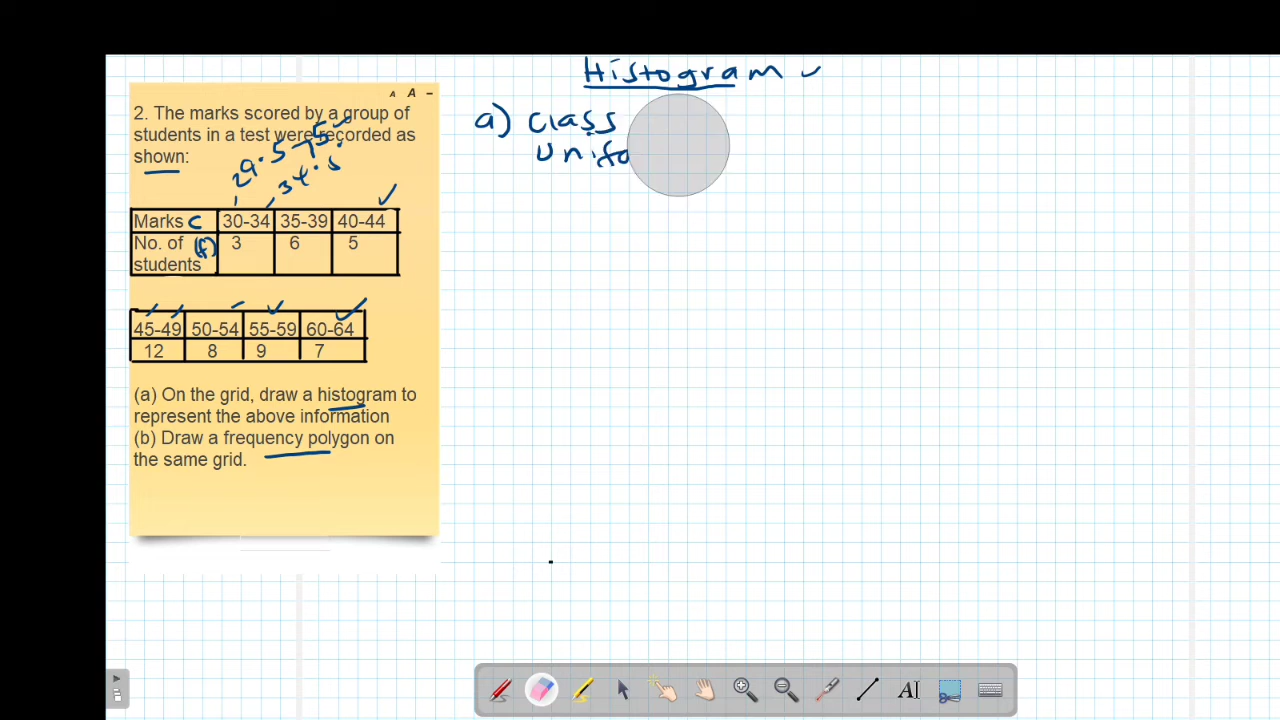 Histogram
A A −
2. The marks scored by a group of
students in a test were recorded as
shown:
29.5 5
34.5
Marks C 30-34 35-39 40-44
No. of (f) 3 6 5
students
45-49 50-54 55-59 60-64
12 8 9 7
(a) On the grid, draw a histogram to
represent the above information
(b) Draw a frequency polygon on
the same grid.
a) class
Unifo
AI